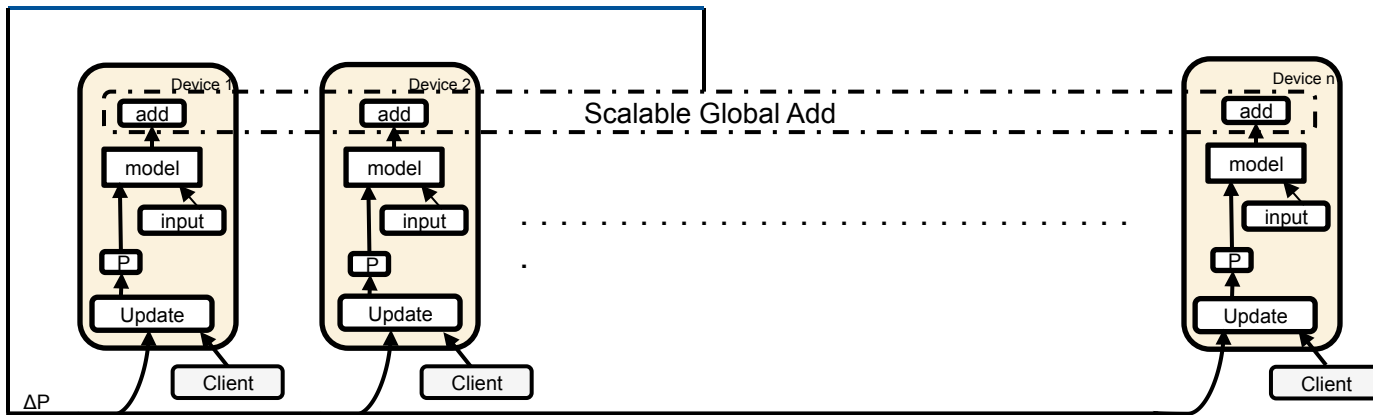 Device 1
add
model
input
P
Update
Client
Device 2
add
model
input
P
Update
Client
Scalable Global Add
. . . . . . . . . . . . . . . . . . . . . . . . . . . . .
.
Device n
add
model
input
P
Update
Client
ΔP